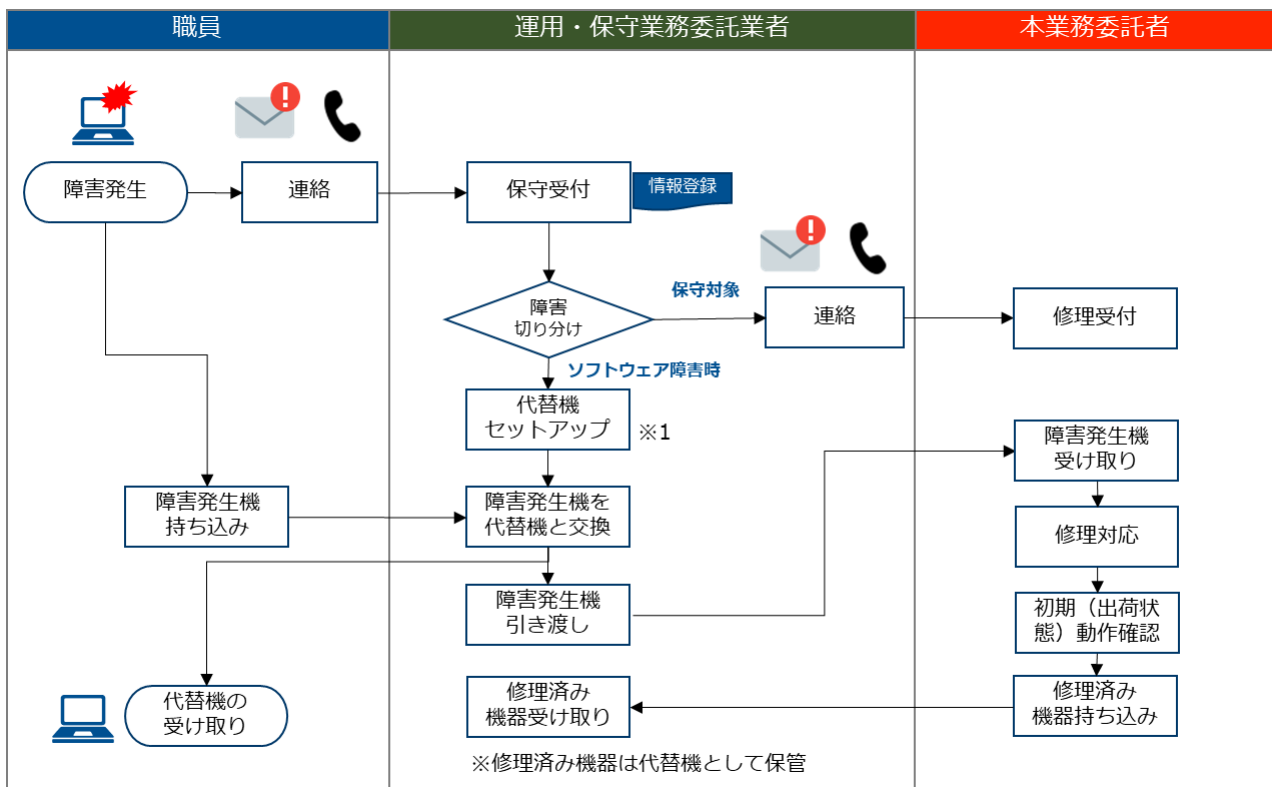 職員
運用・保守業務委託業者
本業務委託者
障害発生
連絡
保守受付
情報登録
障害
切り分け
保守対象
連絡
修理受付
ソフトウェア障害時
代替機
セットアップ
※1
障害発生機
受け取り
障害発生機
持ち込み
障害発生機を
代替機と交換
修理対応
障害発生機
引き渡し
初期（出荷状
態）動作確認
代替機の
受け取り
修理済み
機器受け取り
修理済み
機器持ち込み
※修理済み機器は代替機として保管